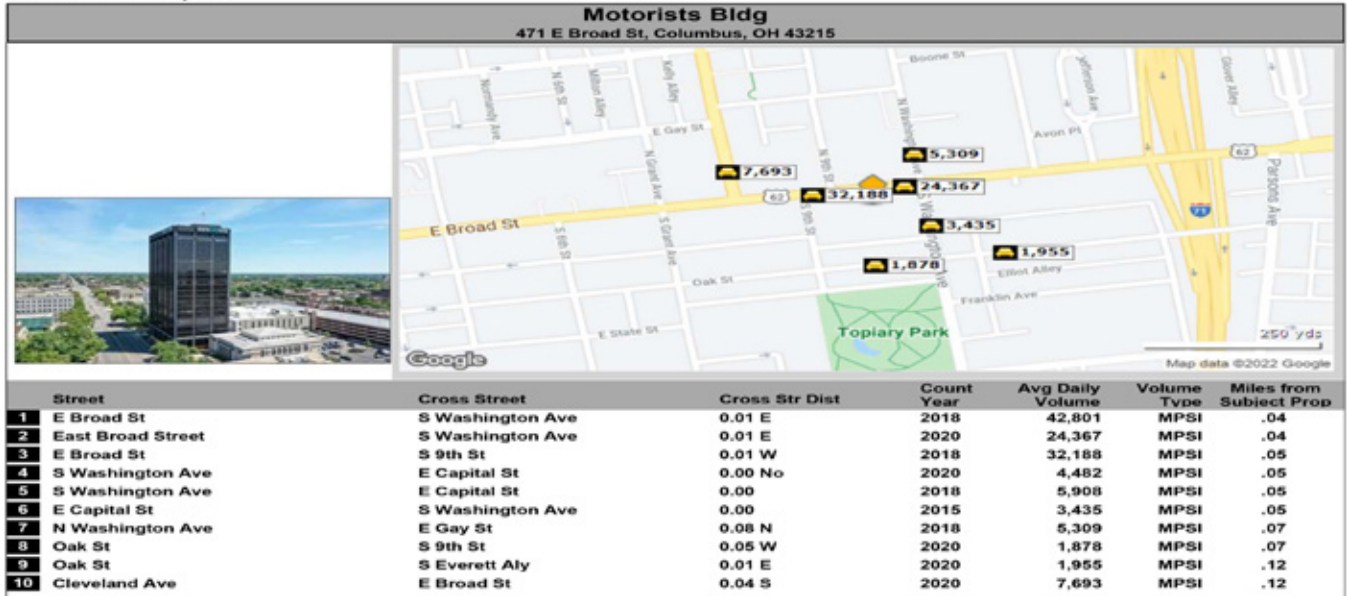 Motorists Bldg
471 E Broad St, Columbus, OH 43215
Boone St
Normandy Ave
N 6th St
Milton Alley
Kelly Alley
Jefferson Ave
Glover Alley
E Gay St
N Washington Ave
Avon Pl
5,309
62
7,693
N Grant Ave
N 9th St
Parsons Ave
24,367
62
32,188
71
E Broad St
S 6th St
S Grant Ave
S 9th St
S Washington Ave
3,435
1,955
1,878
Elliot Alley
Oak St
Franklin Ave
E State St
Topiary Park
250 yds
Google
Map data ©2022 Google
Street Cross Street Cross Str Dist Count Year Avg Daily Volume Volume Type Miles from Subject Prop
1 E Broad St S Washington Ave 0.01 E 2018 42,801 MPSI .04
2 East Broad Street S Washington Ave 0.01 E 2020 24,367 MPSI .04
3 E Broad St S 9th St 0.01 W 2018 32,188 MPSI .05
4 S Washington Ave E Capital St 0.00 No 2020 4,482 MPSI .05
5 S Washington Ave E Capital St 0.00 2018 5,908 MPSI .05
6 E Capital St S Washington Ave 0.00 2015 3,435 MPSI .05
7 N Washington Ave E Gay St 0.08 N 2018 5,309 MPSI .07
8 Oak St S 9th St 0.05 W 2020 1,878 MPSI .07
9 Oak St S Everett Aly 0.01 E 2020 1,955 MPSI .12
10 Cleveland Ave E Broad St 0.04 S 2020 7,693 MPSI .12